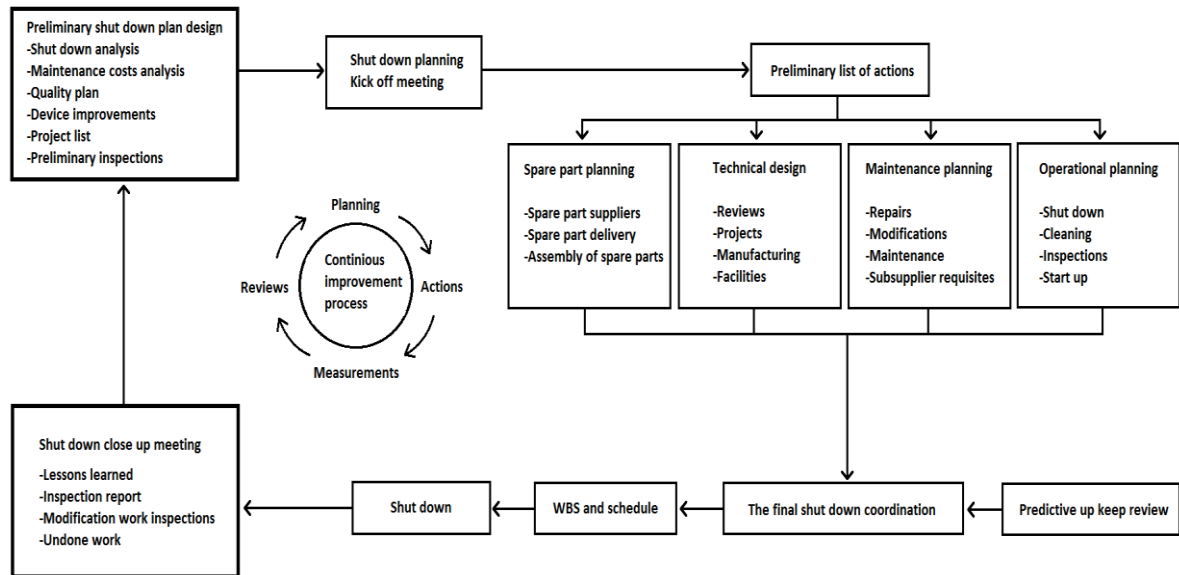 Preliminary shut down plan design
-Shut down analysis
-Maintenance costs analysis
-Quality plan
-Device improvements
-Project list
-Preliminary inspections
Shut down planning
Kick off meeting
Preliminary list of actions
Spare part planning
-Spare part suppliers
-Spare part delivery
-Assembly of spare parts
Technical design
-Reviews
-Projects
-Manufacturing
-Facilities
Maintenance planning
-Repairs
-Modifications
-Maintenance
-Subsupplier requisites
Operational planning
-Shut down
-Cleaning
-Inspections
-Start up
Planning
Continious
improvement
process
Reviews
Actions
Measurements
Shut down close up meeting
-Lessons learned
-Inspection report
-Modification work inspections
-Undone work
Shut down
WBS and schedule
The final shut down coordination
Predictive up keep review